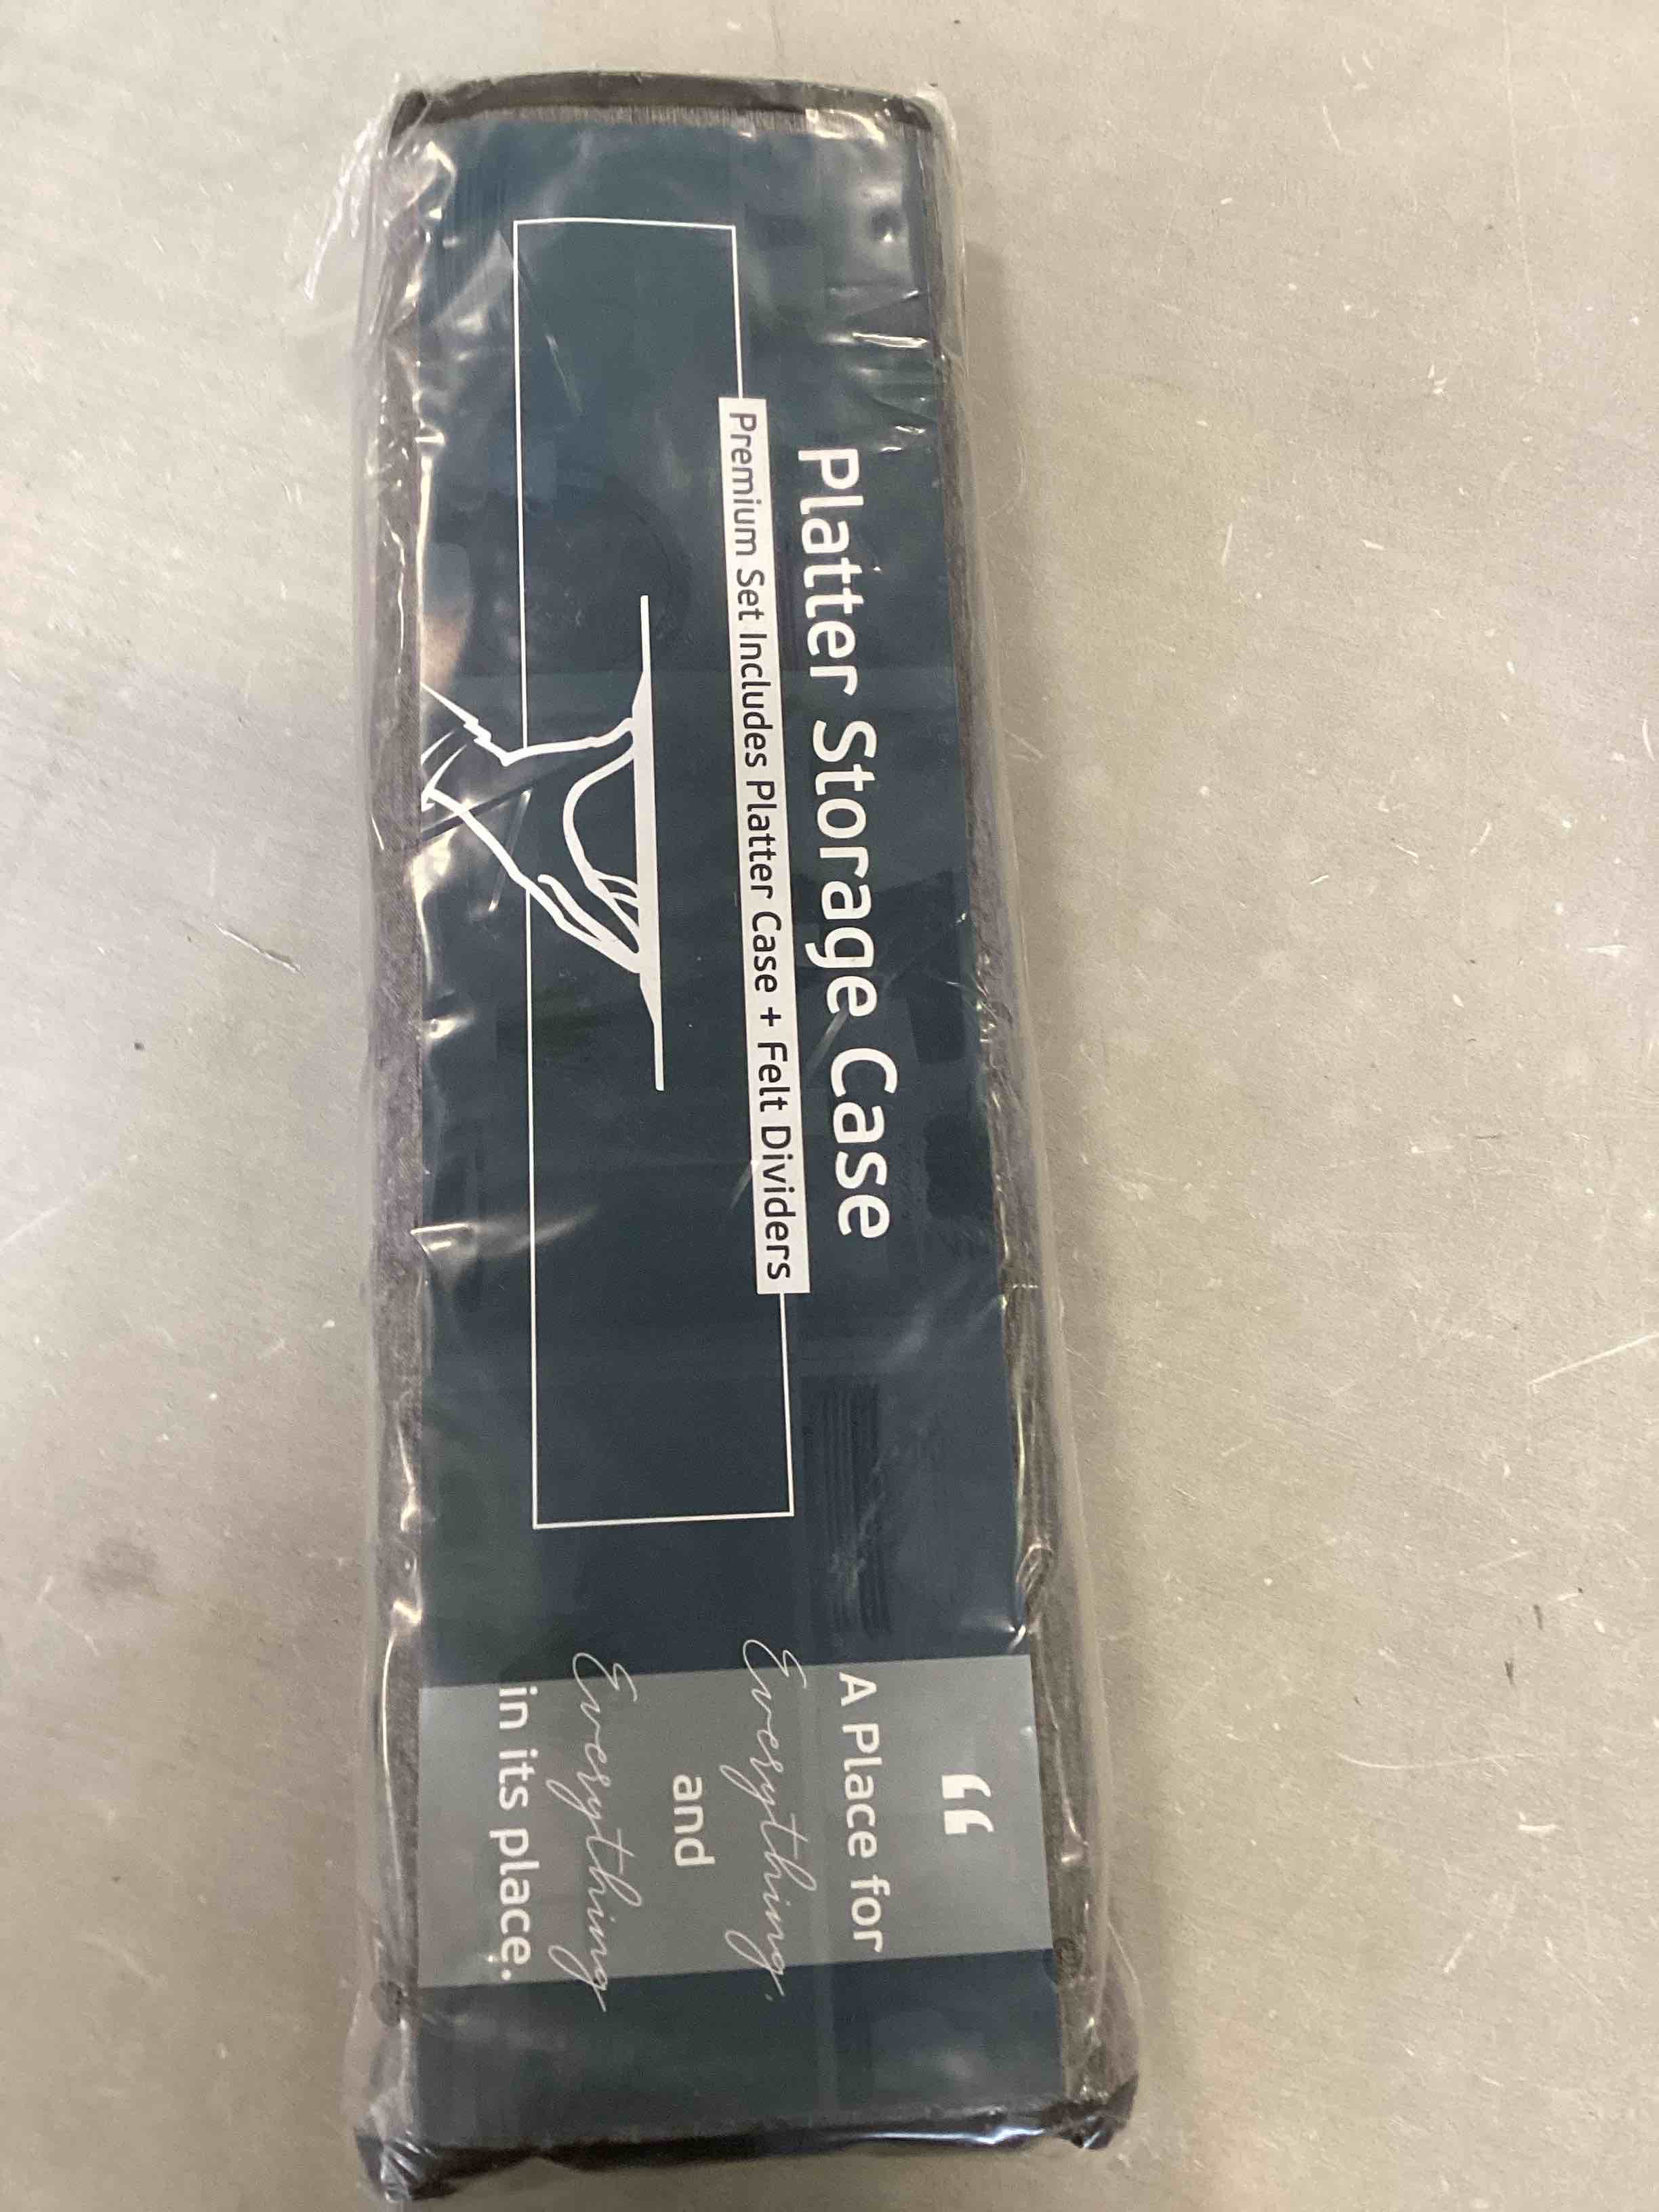 Platter Storage Case
Premium Set Includes Platter Case + Felt Dividers
“
A Place for
Everything,
and
Everything
in its place.